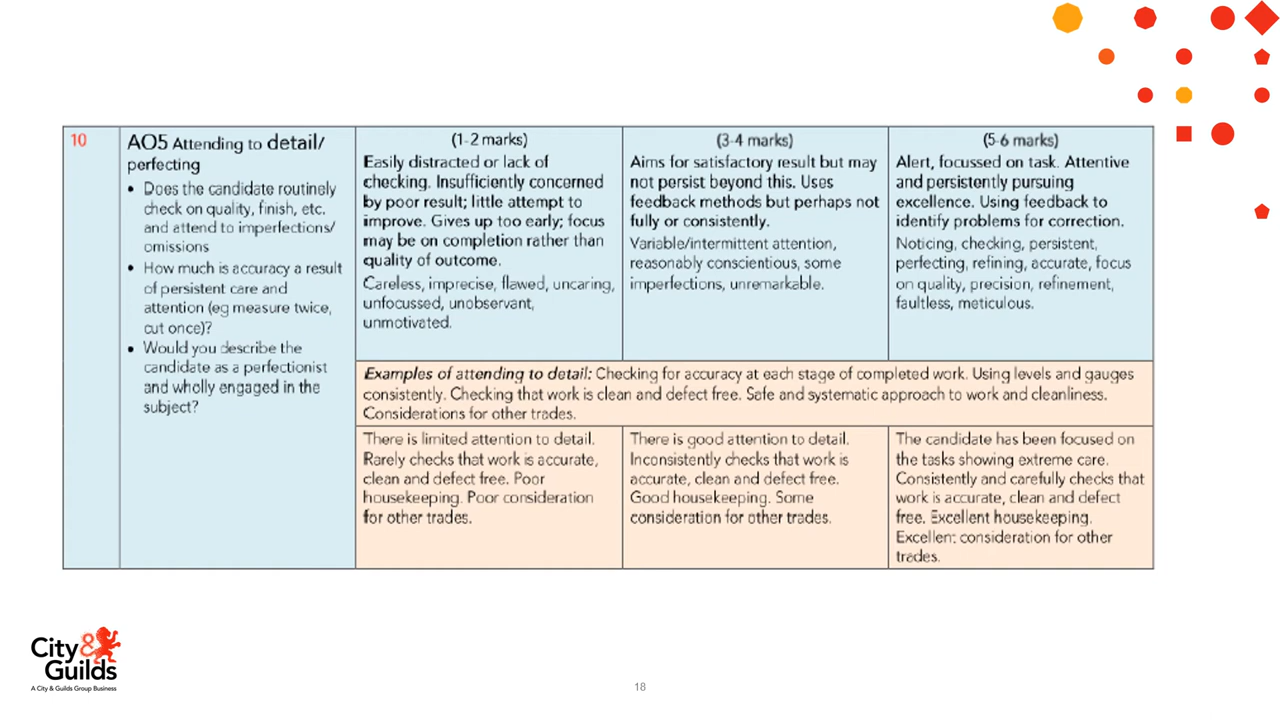 10
AO5 Attending to detail/
perfecting
• Does the candidate routinely
check on quality, finish, etc.
and attend to imperfections/
omissions
• How much is accuracy a result
of persistent care and
attention (eg measure twice,
cut once)?
• Would you describe the
candidate as a perfectionist
and wholly engaged in the
subject?
(1-2 marks)
Easily distracted or lack of
checking. Insufficiently concerned
by poor result; little attempt to
improve. Gives up too early; focus
may be on completion rather than
quality of outcome.
Careless, imprecise, flawed, uncaring,
unfocussed, unobservant,
unmotivated.
(3-4 marks)
Aims for satisfactory result but may
not persist beyond this. Uses
feedback methods but perhaps not
fully or consistently.
Variable/intermittent attention,
reasonably conscientious, some
imperfections, unremarkable.
(5-6 marks)
Alert, focussed on task. Attentive
and persistently pursuing
excellence. Using feedback to
identify problems for correction.
Noticing, checking, persistent,
perfecting, refining, accurate, focus
on quality, precision, refinement,
faultless, meticulous.
Examples of attending to detail: Checking for accuracy at each stage of completed work. Using levels and gauges
consistently. Checking that work is clean and defect free. Safe and systematic approach to work and cleanliness.
Considerations for other trades.
There is limited attention to detail.
Rarely checks that work is accurate,
clean and defect free. Poor
housekeeping. Poor consideration
for other trades.
There is good attention to detail.
Inconsistently checks that work is
accurate, clean and defect free.
Good housekeeping. Some
consideration for other trades.
The candidate has been focused on
the tasks showing extreme care.
Consistently and carefully checks that
work is accurate, clean and defect
free. Excellent housekeeping.
Excellent consideration for other
trades.
City &
Guilds
A City & Guilds Group Business
18